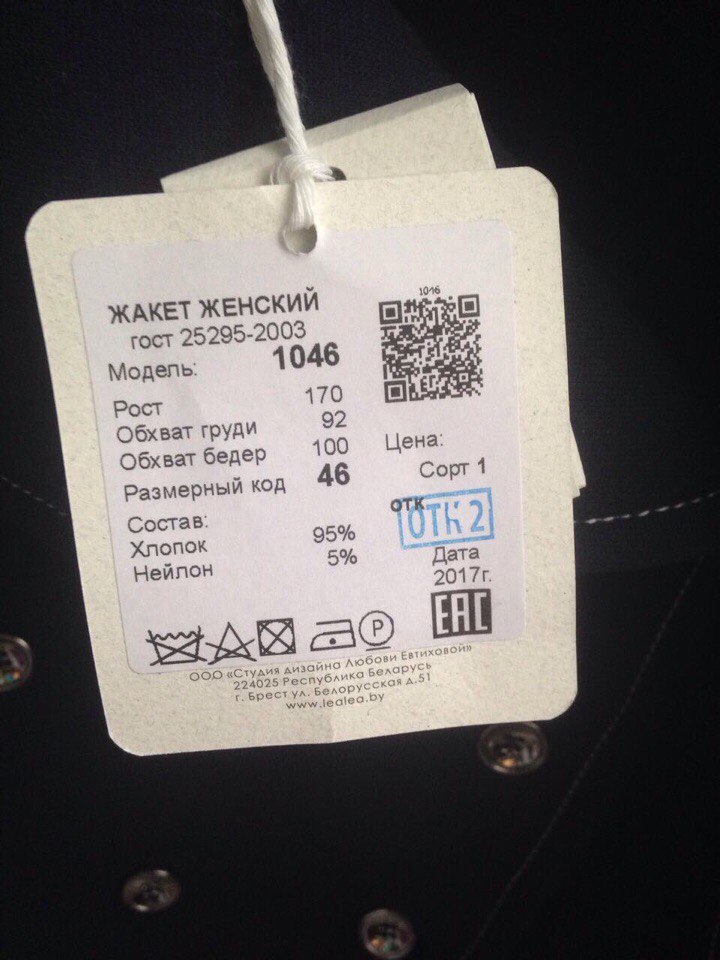 ЖАКЕТ ЖЕНСКИЙ
гост 25295-2003
Модель: 1046
Рост 170
Обхват груди 92
Обхват бедер 100
Размерный код 46
Состав:
Хлопок 95%
Нейлон 5%
1046
Цена:
Сорт 1
отк
ОТК 2
Дата
2017г.
EAC
P
ООО «Студия дизайна Любови Евтиховой»
224025 Республика Беларусь
г. Брест ул. Белорусская д.51
www.lealea.by